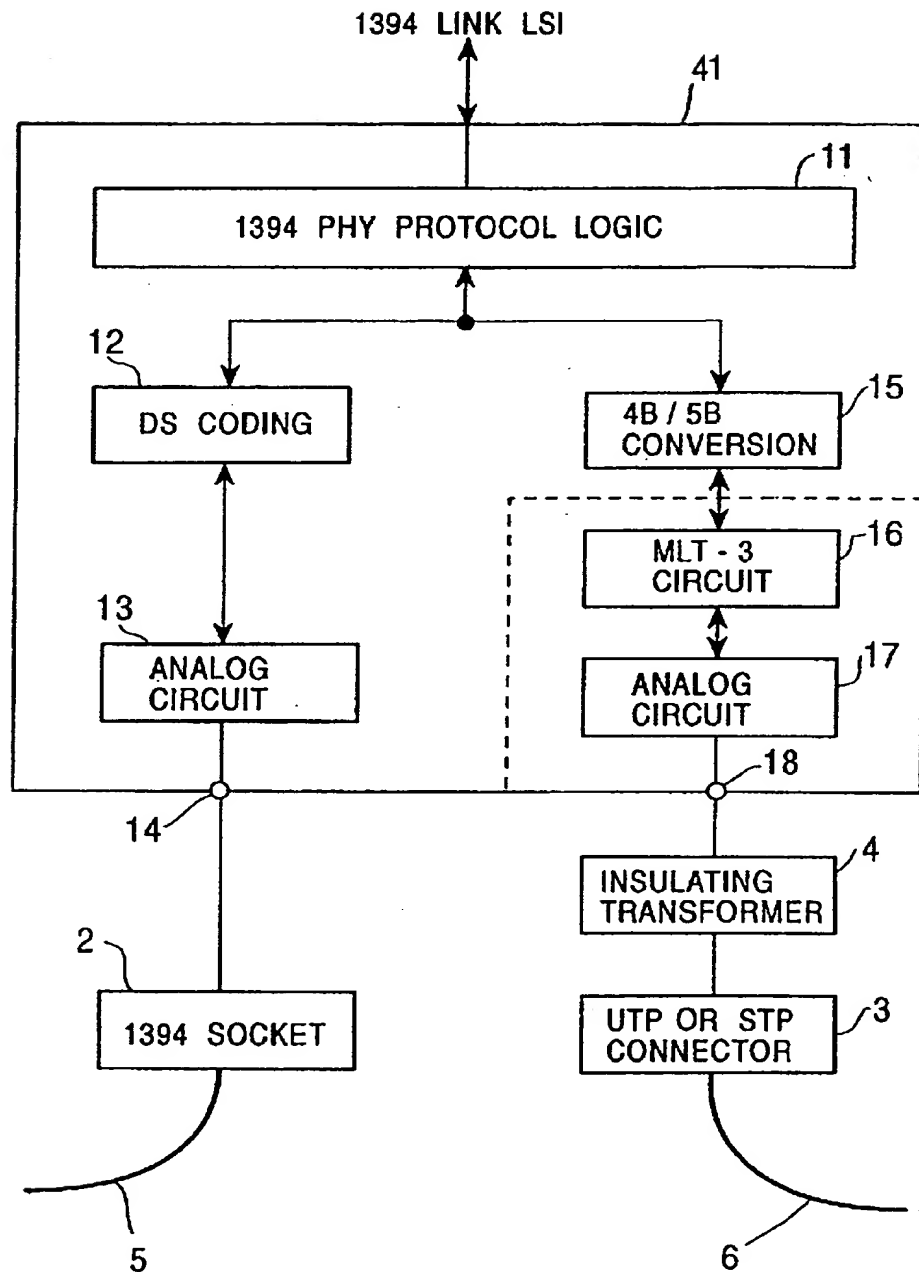 1394 LINK LSI
41
11
1394 PHY PROTOCOL LOGIC
12
DS CODING
15
4B / 5B
CONVERSION
16
MLT - 3
CIRCUIT
13
ANALOG
CIRCUIT
17
ANALOG
CIRCUIT
14
18
4
INSULATING
TRANSFORMER
2
1394 SOCKET
3
UTP OR STP
CONNECTOR
5
6